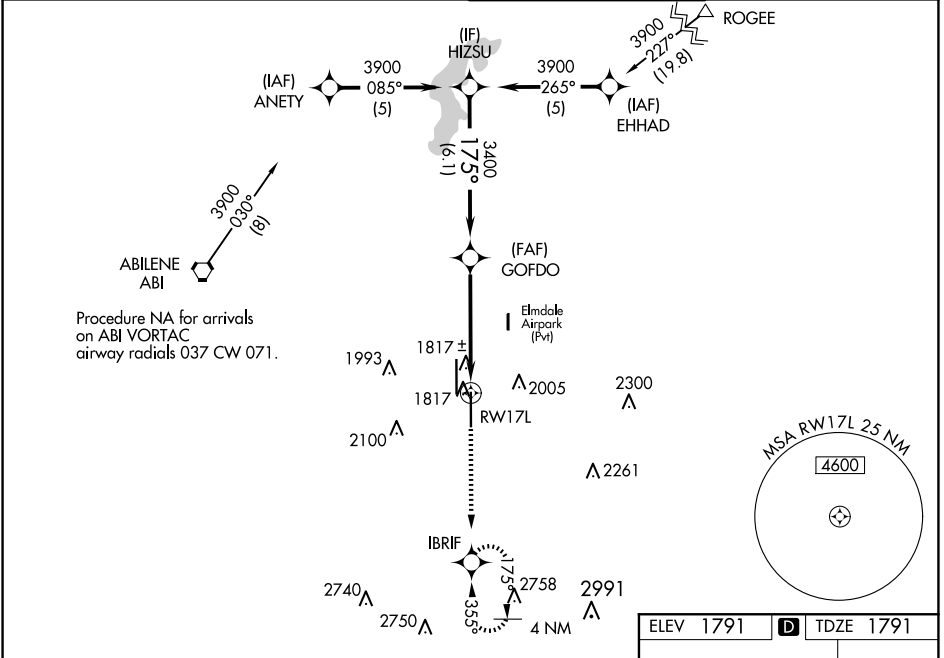 ROGEE
3900
227°
(19.8)
(IF)
HIZSU
(IAF)
ANETY
3900
085°
(5)
3900
265°
(5)
(IAF)
EHHAD
3400
175°
(6.1)
3900
030°
(8)
ABILENE
ABI
(FAF)
GOFDO
Procedure NA for arrivals
on ABI VORTAC
airway radials 037 CW 071.
Elmdale
Airpark
(Pvt)
1993
1817 ±
1817
2005
2300
RW17L
2100
2261
MSA RW17L 25 NM
4600
IBRIF
175°
355°
4 NM
2740
2750
2758
2991
ELEV 1791
D
TDZE 1791